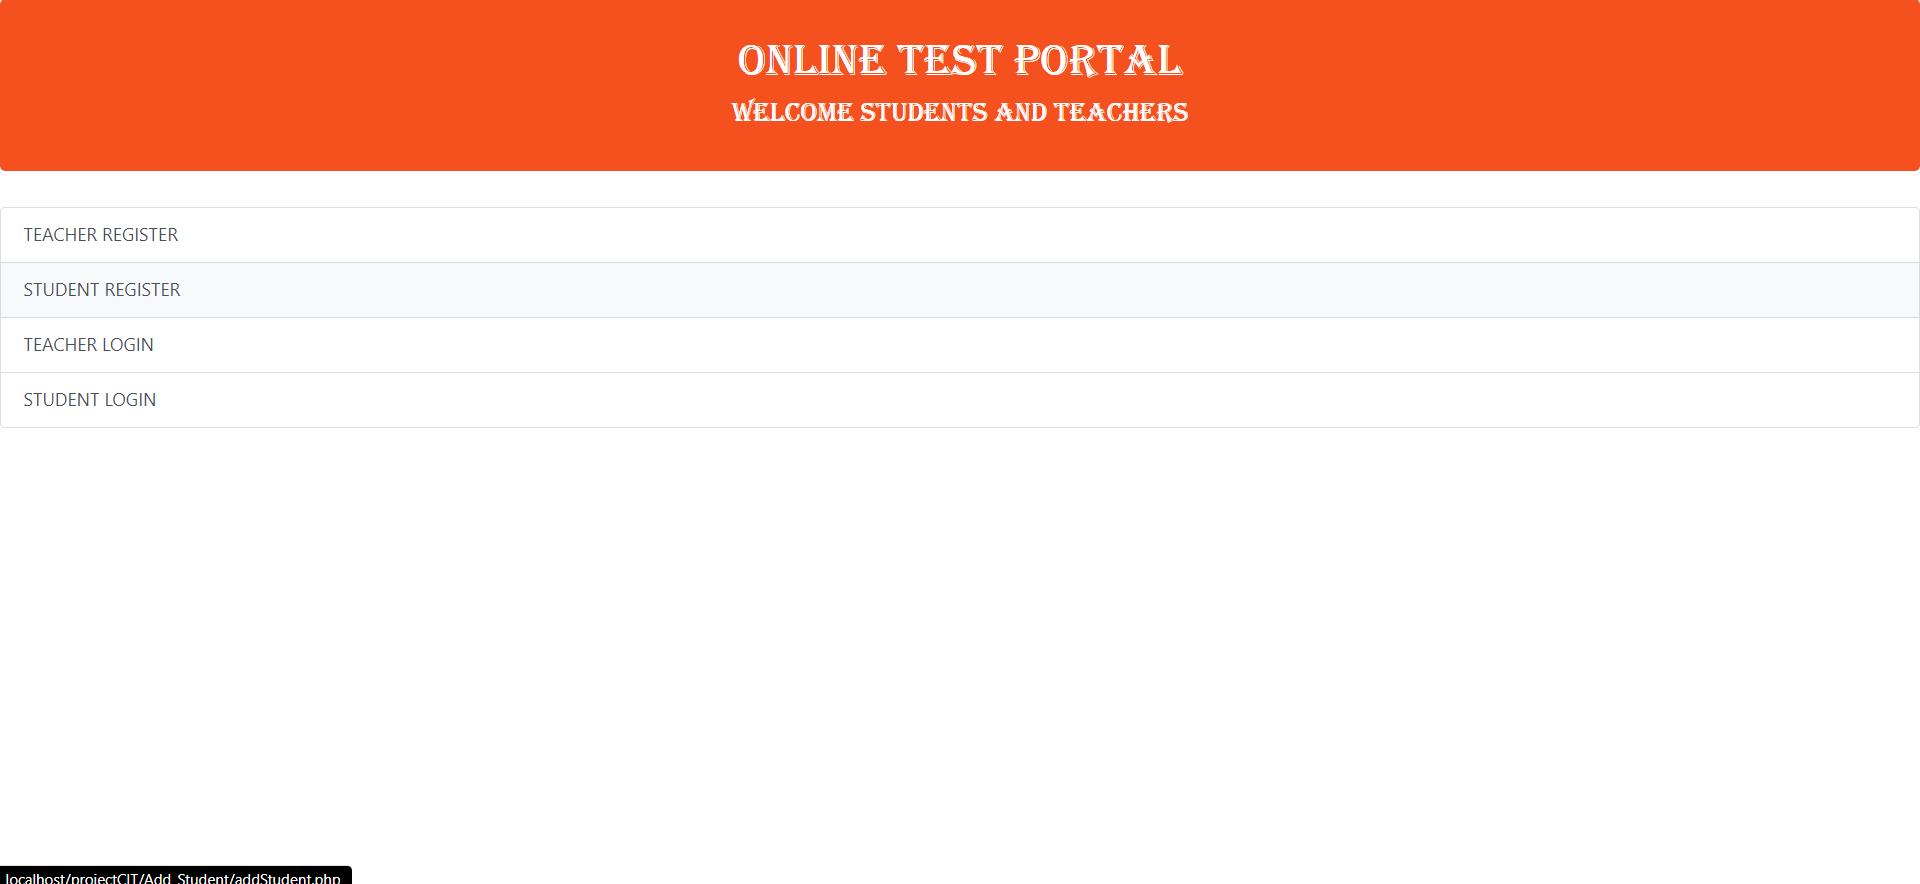 ONLINE TEST PORTAL
WELCOME STUDENTS AND TEACHERS
TEACHER REGISTER
STUDENT REGISTER
TEACHER LOGIN
STUDENT LOGIN
localhost/projectCIT/Add_Student/addStudent.php